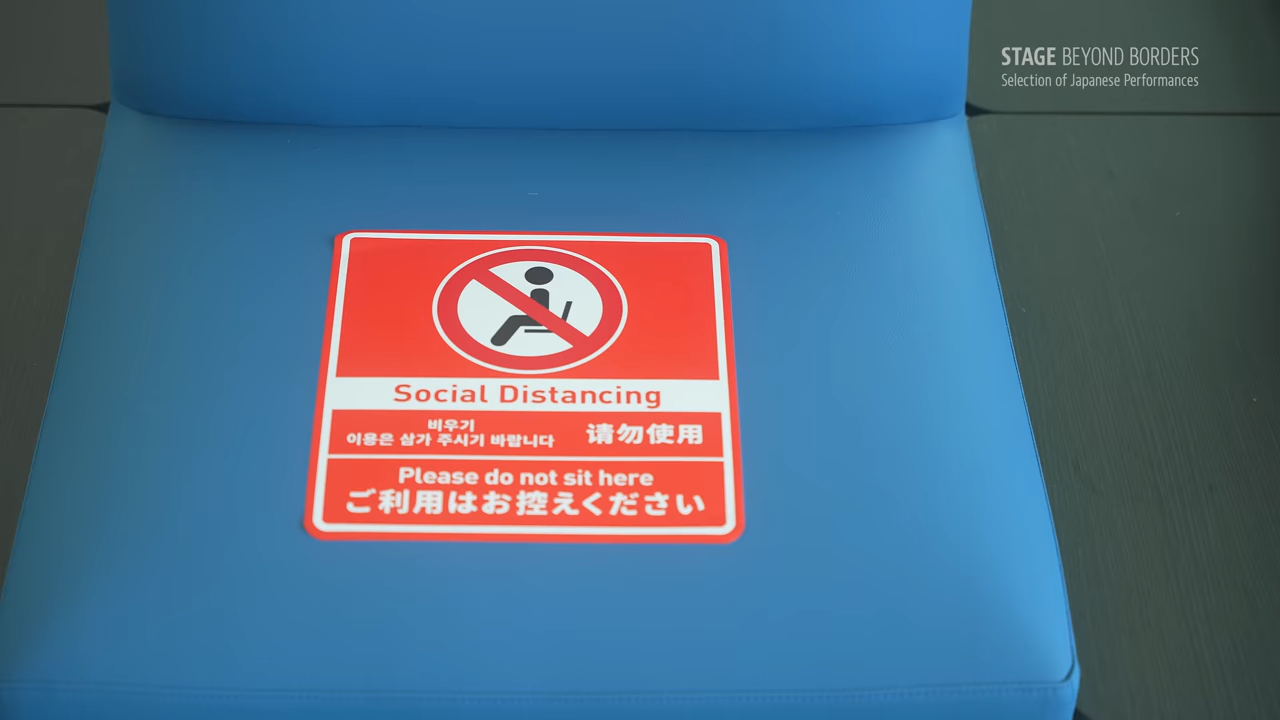 STAGE BEYOND BORDERS
Selection of Japanese Performances
Social Distancing
비우기
이용은 삼가 주시기 바랍니다
请勿使用
Please do not sit here
ご利用はお控えください